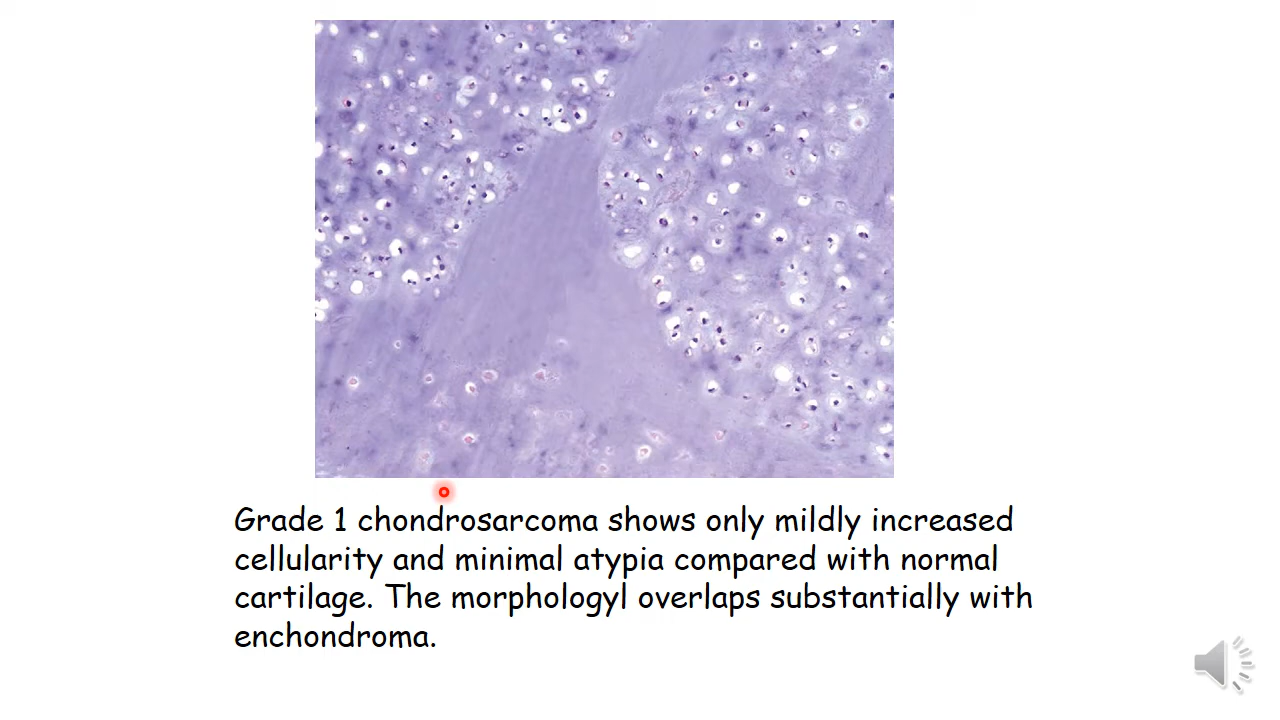 Grade 1 chondrosarcoma shows only mildly increased
cellularity and minimal atypia compared with normal
cartilage. The morphologyl overlaps substantially with
enchondroma.